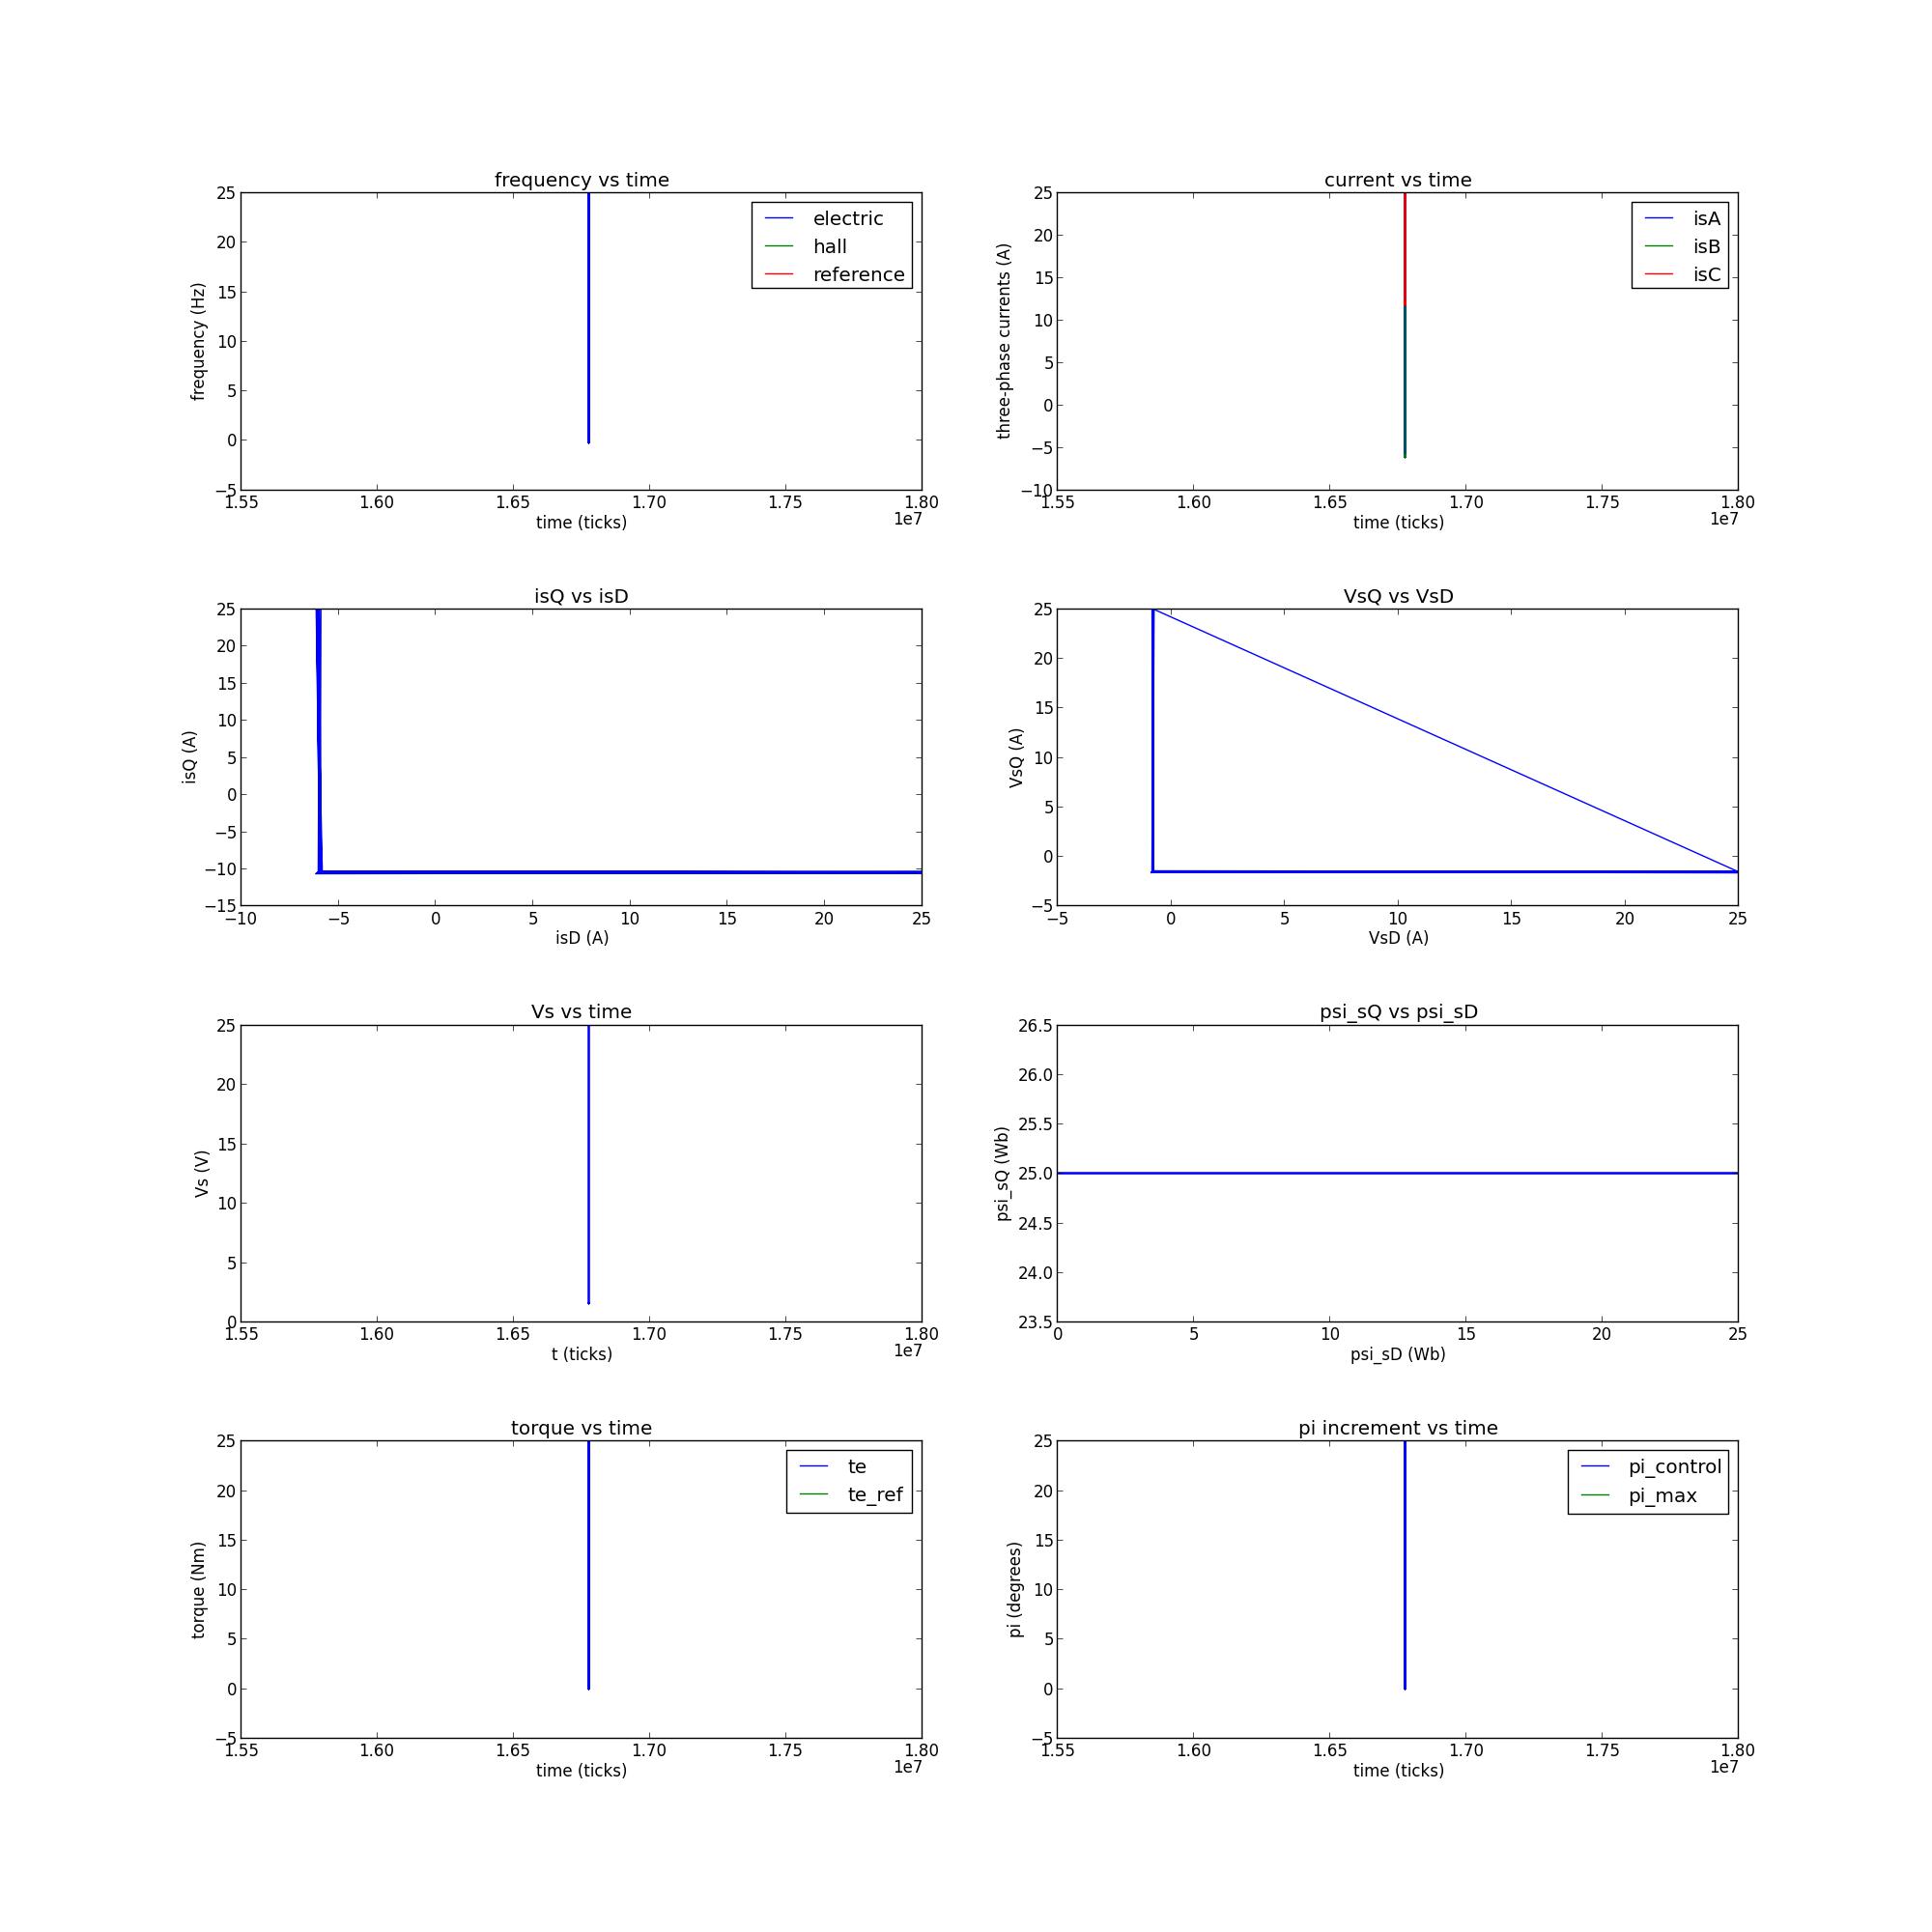 frequency vs time
25
20
15
10
5
0
−5
frequency (Hz)
electric
hall
reference
1.55 1.60 1.65 1.70 1.75 1.80
1e7
time (ticks)
current vs time
25
20
15
10
5
0
−5
−10
three-phase currents (A)
isA
isB
isC
1.55 1.60 1.65 1.70 1.75 1.80
1e7
time (ticks)
isQ vs isD
25
20
15
10
5
0
−5
−10
−15
isQ (A)
−10 −5 0 5 10 15 20 25
isD (A)
VsQ vs VsD
25
20
15
10
5
0
−5
VsQ (A)
−5 0 5 10 15 20 25
VsD (A)
Vs vs time
25
20
15
10
5
0
Vs (V)
1.55 1.60 1.65 1.70 1.75 1.80
1e7
t (ticks)
psi_sQ vs psi_sD
26.5
26.0
25.5
25.0
24.5
24.0
23.5
psi_sQ (Wb)
0 5 10 15 20 25
psi_sD (Wb)
torque vs time
25
20
15
10
5
0
−5
torque (Nm)
te
te_ref
1.55 1.60 1.65 1.70 1.75 1.80
1e7
time (ticks)
pi increment vs time
25
20
15
10
5
0
−5
pi (degrees)
pi_control
pi_max
1.55 1.60 1.65 1.70 1.75 1.80
1e7
time (ticks)